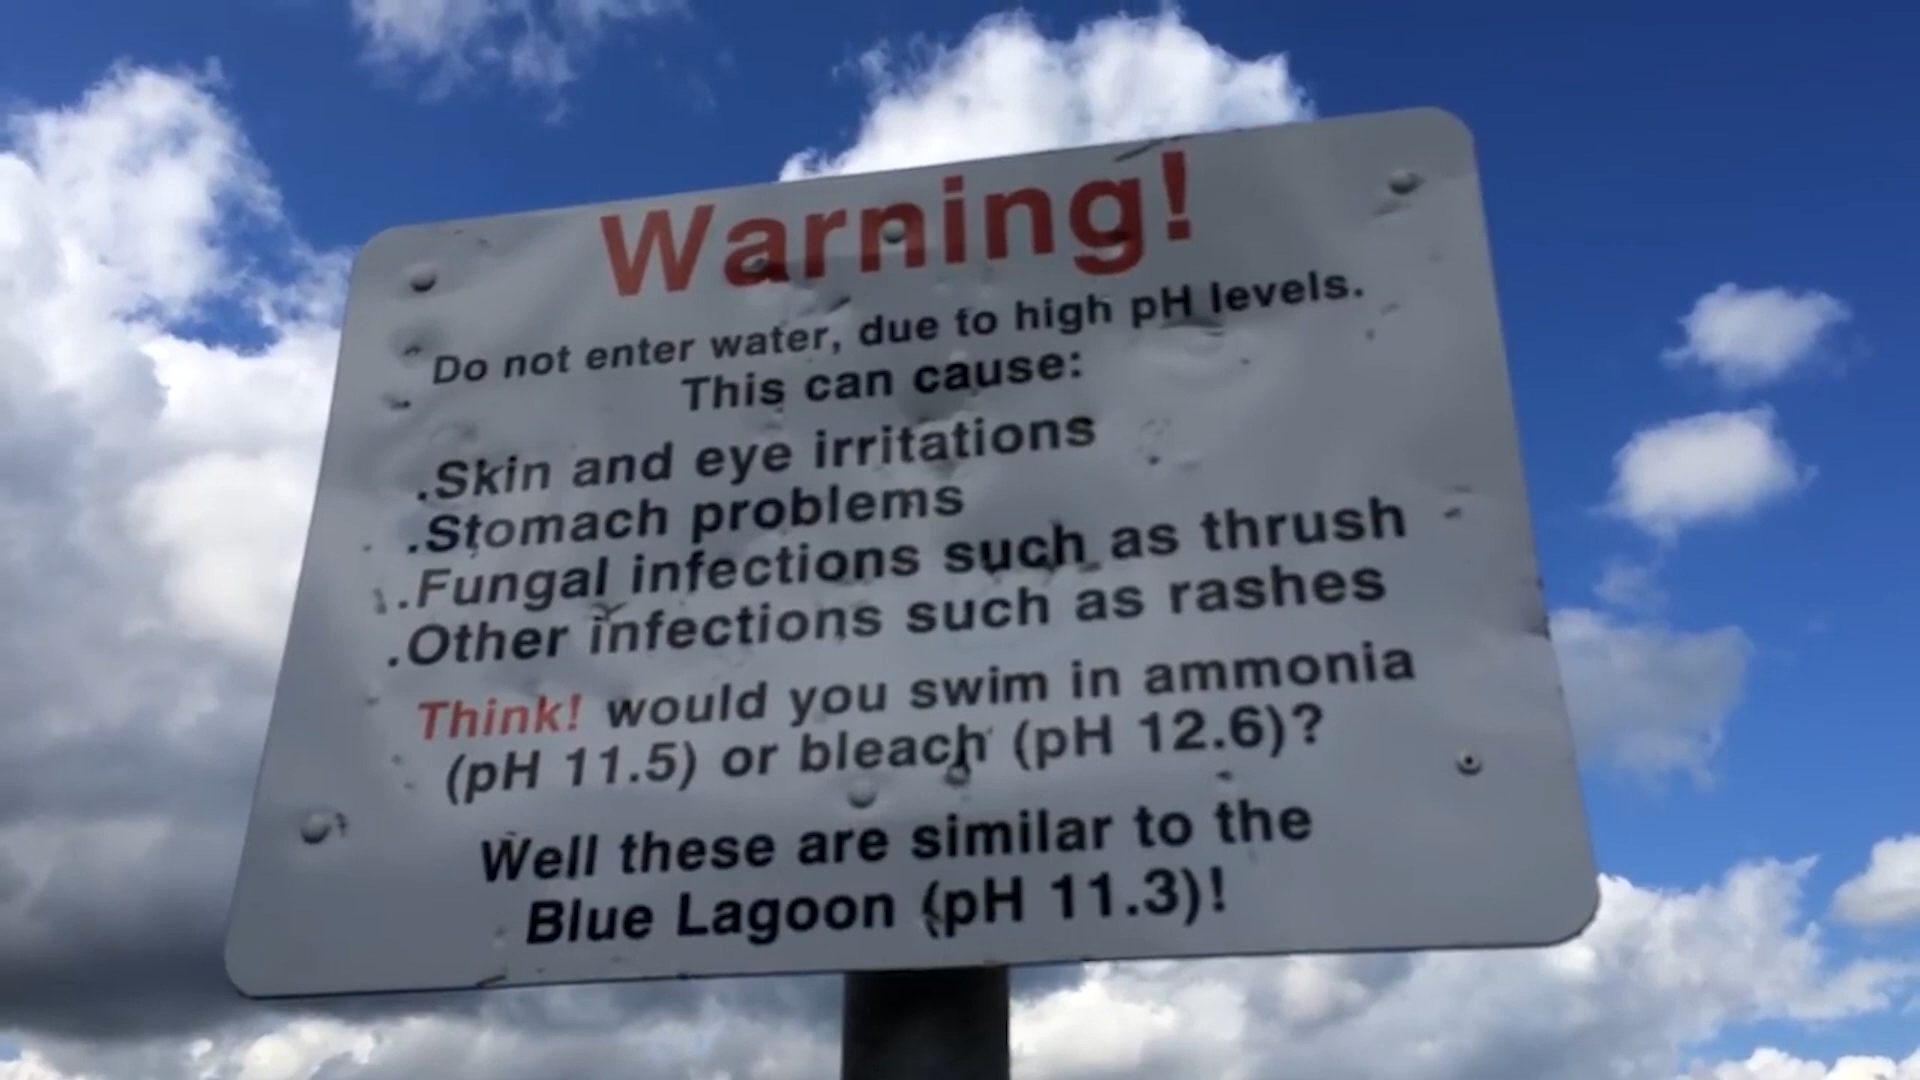 Warning!
Do not enter water, due to high pH levels.
This can cause:
.Skin and eye irritations
.Stomach problems
.Fungal infections such as thrush
.Other infections such as rashes
Think! would you swim in ammonia
(pH 11.5) or bleach (pH 12.6)?
Well these are similar to the
Blue Lagoon (pH 11.3)!